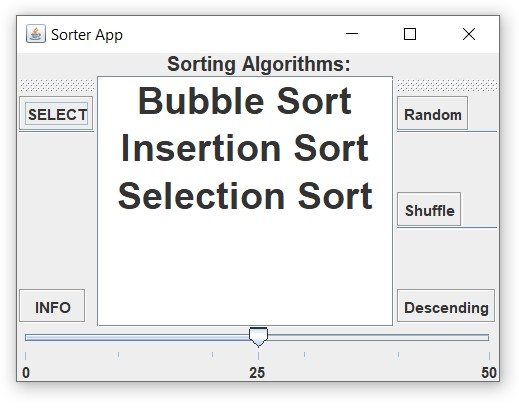 Sorter App
Sorting Algorithms:
SELECT
Bubble Sort
Insertion Sort
Selection Sort
Random
Shuffle
INFO
Descending
0 25 50